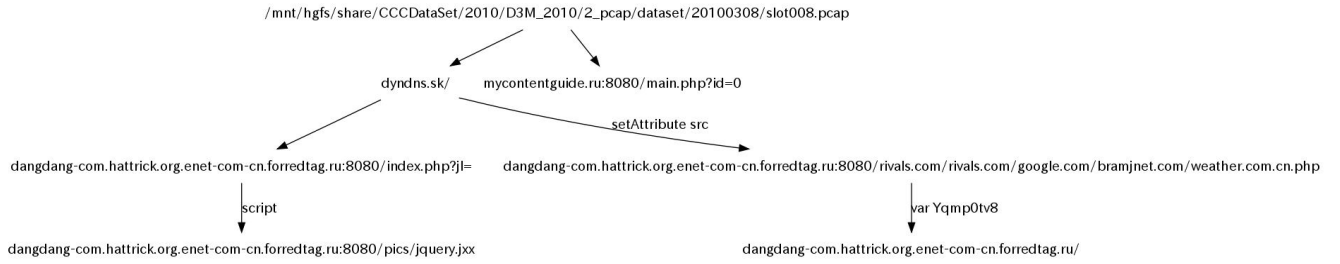 /mnt/hgfs/share/CCCDataSet/2010/D3M_2010/2_pcap/dataset/20100308/slot008.pcap
dyndns.sk/
mycontentguide.ru:8080/main.php?id=0
setAttribute src
dangdang-com.hattrick.org.enet-com-cn.forredtag.ru:8080/index.php?jl=
dangdang-com.hattrick.org.enet-com-cn.forredtag.ru:8080/rivals.com/rivals.com/google.com/bramjnet.com/weather.com.cn.php
script
var Yqmp0tv8
dangdang-com.hattrick.org.enet-com-cn.forredtag.ru:8080/pics/jquery.jxx
dangdang-com.hattrick.org.enet-com-cn.forredtag.ru/